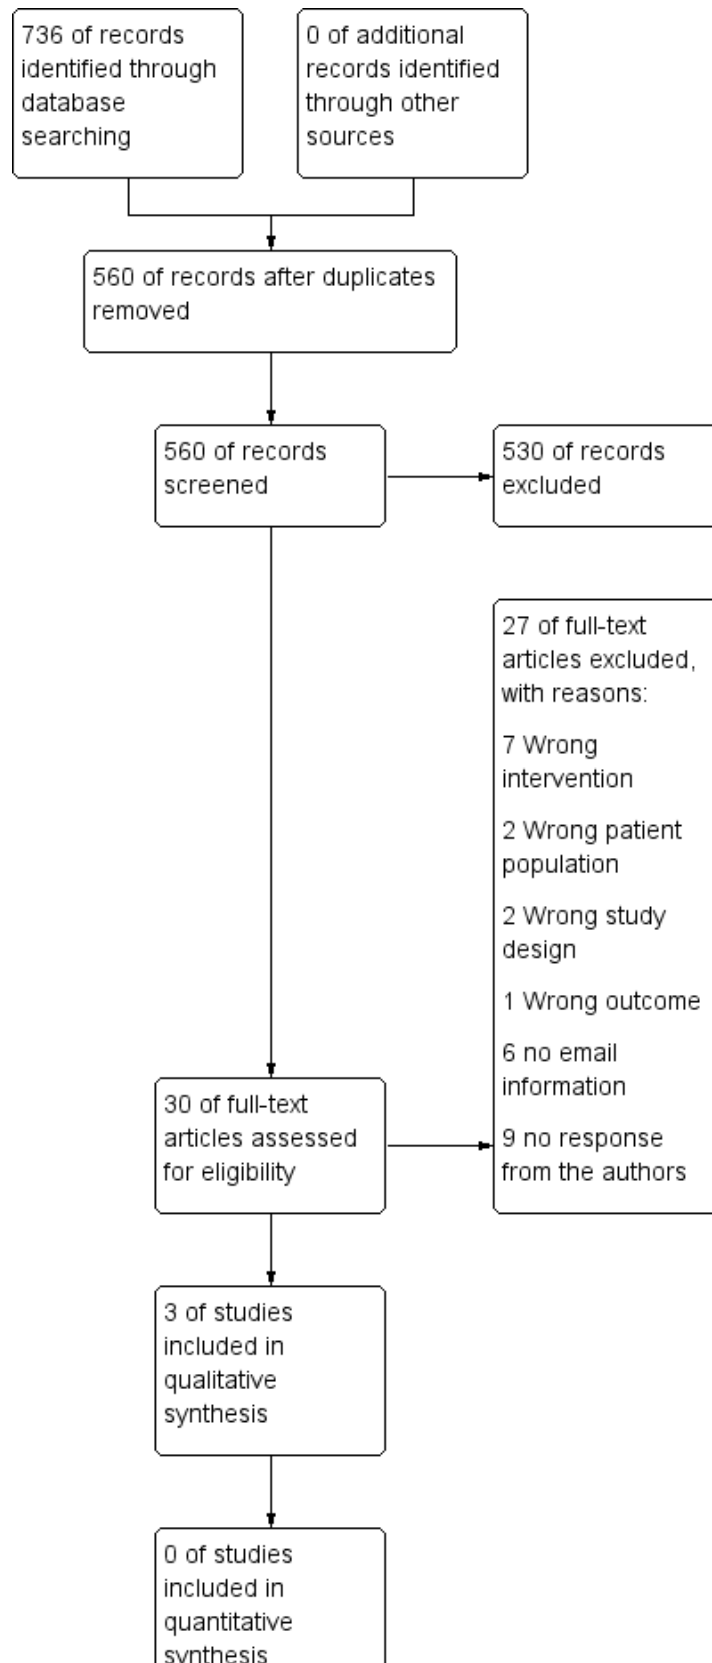 736 of records
identified through
database
searching
0 of additional
records identified
through other
sources
560 of records after duplicates
removed
560 of records
screened
530 of records
excluded
27 of full-text
articles excluded,
with reasons:
7 Wrong
intervention
2 Wrong patient
population
2 Wrong study
design
1 Wrong outcome
6 no email
information
9 no response
from the authors
30 of full-text
articles assessed
for eligibility
3 of studies
included in
qualitative
synthesis
0 of studies
included in
quantitative
synthesis